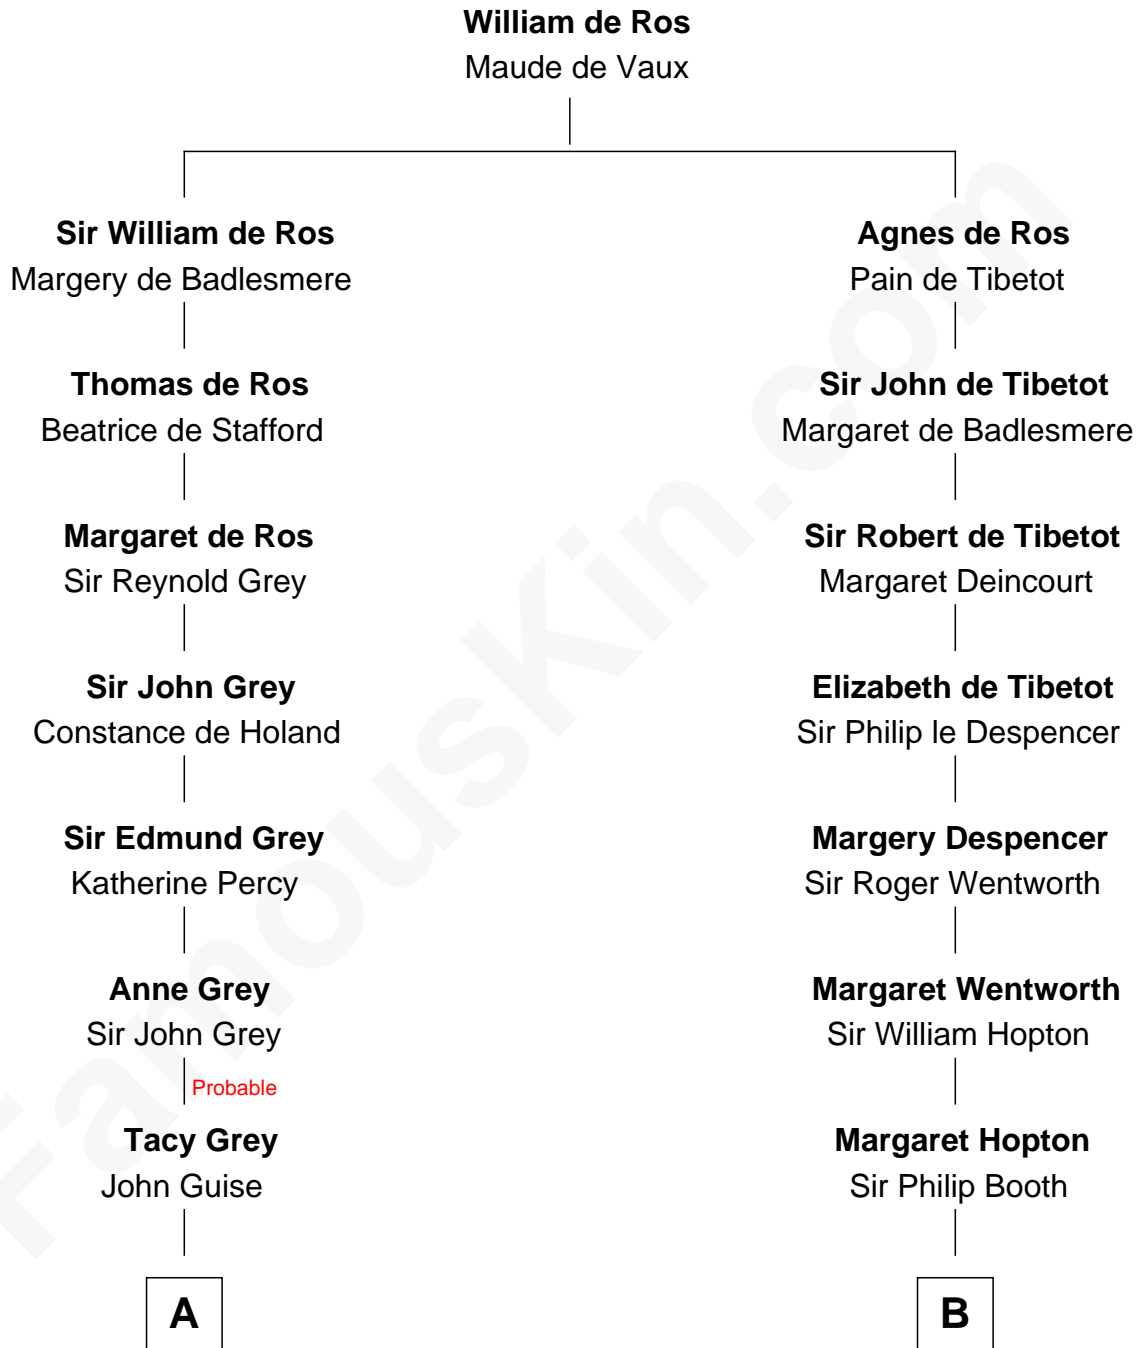 William de Ros
Maude de Vaux
Sir William de Ros
Margery de Badlesmere
Agnes de Ros
Pain de Tibetot
Thomas de Ros
Beatrice de Stafford
Sir John de Tibetot
Margaret de Badlesmere
Margaret de Ros
Sir Reynold Grey
Sir Robert de Tibetot
Margaret Deincourt
Sir John Grey
Constance de Holand
Elizabeth de Tibetot
Sir Philip le Despencer
Sir Edmund Grey
Katherine Percy
Margery Despencer
Sir Roger Wentworth
Anne Grey
Sir John Grey
Margaret Wentworth
Sir William Hopton
Probable
Tacy Grey
John Guise
Margaret Hopton
Sir Philip Booth
A
B
FamousKin.com